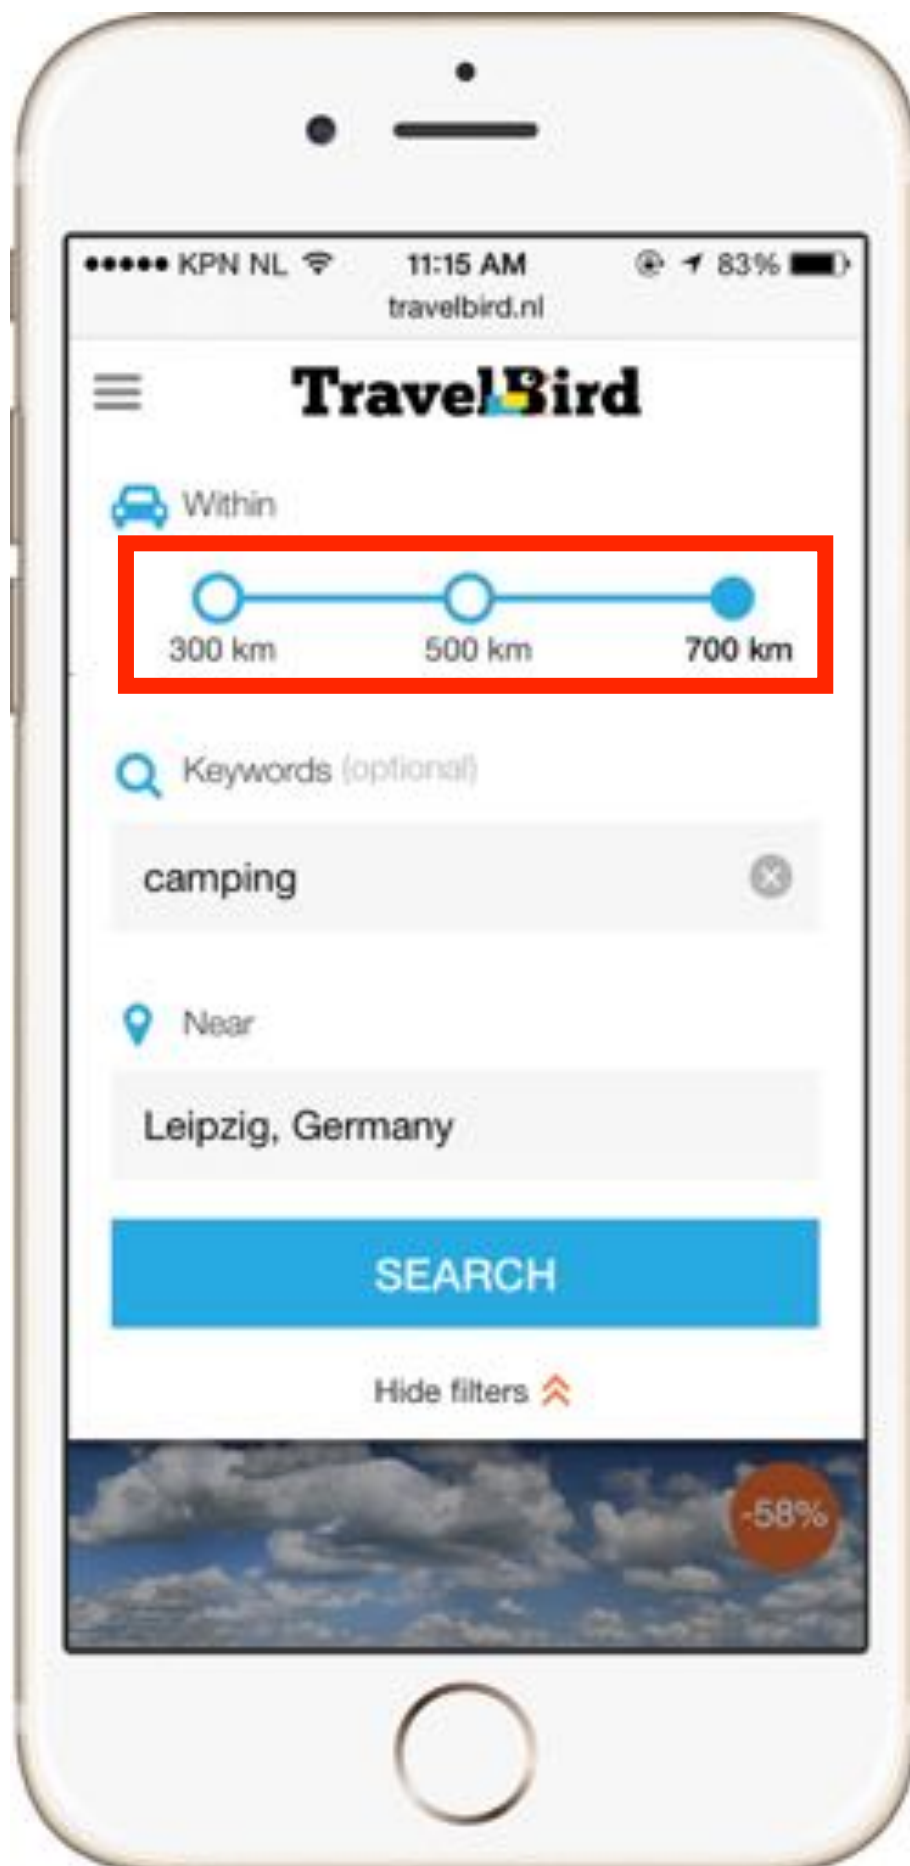 KPN NL 11:15 AM 83%
travelbird.nl
TravelBird
Within
300 km 500 km 700 km
Keywords (optional)
camping
Near
Leipzig, Germany
SEARCH
Hide filters
-58%